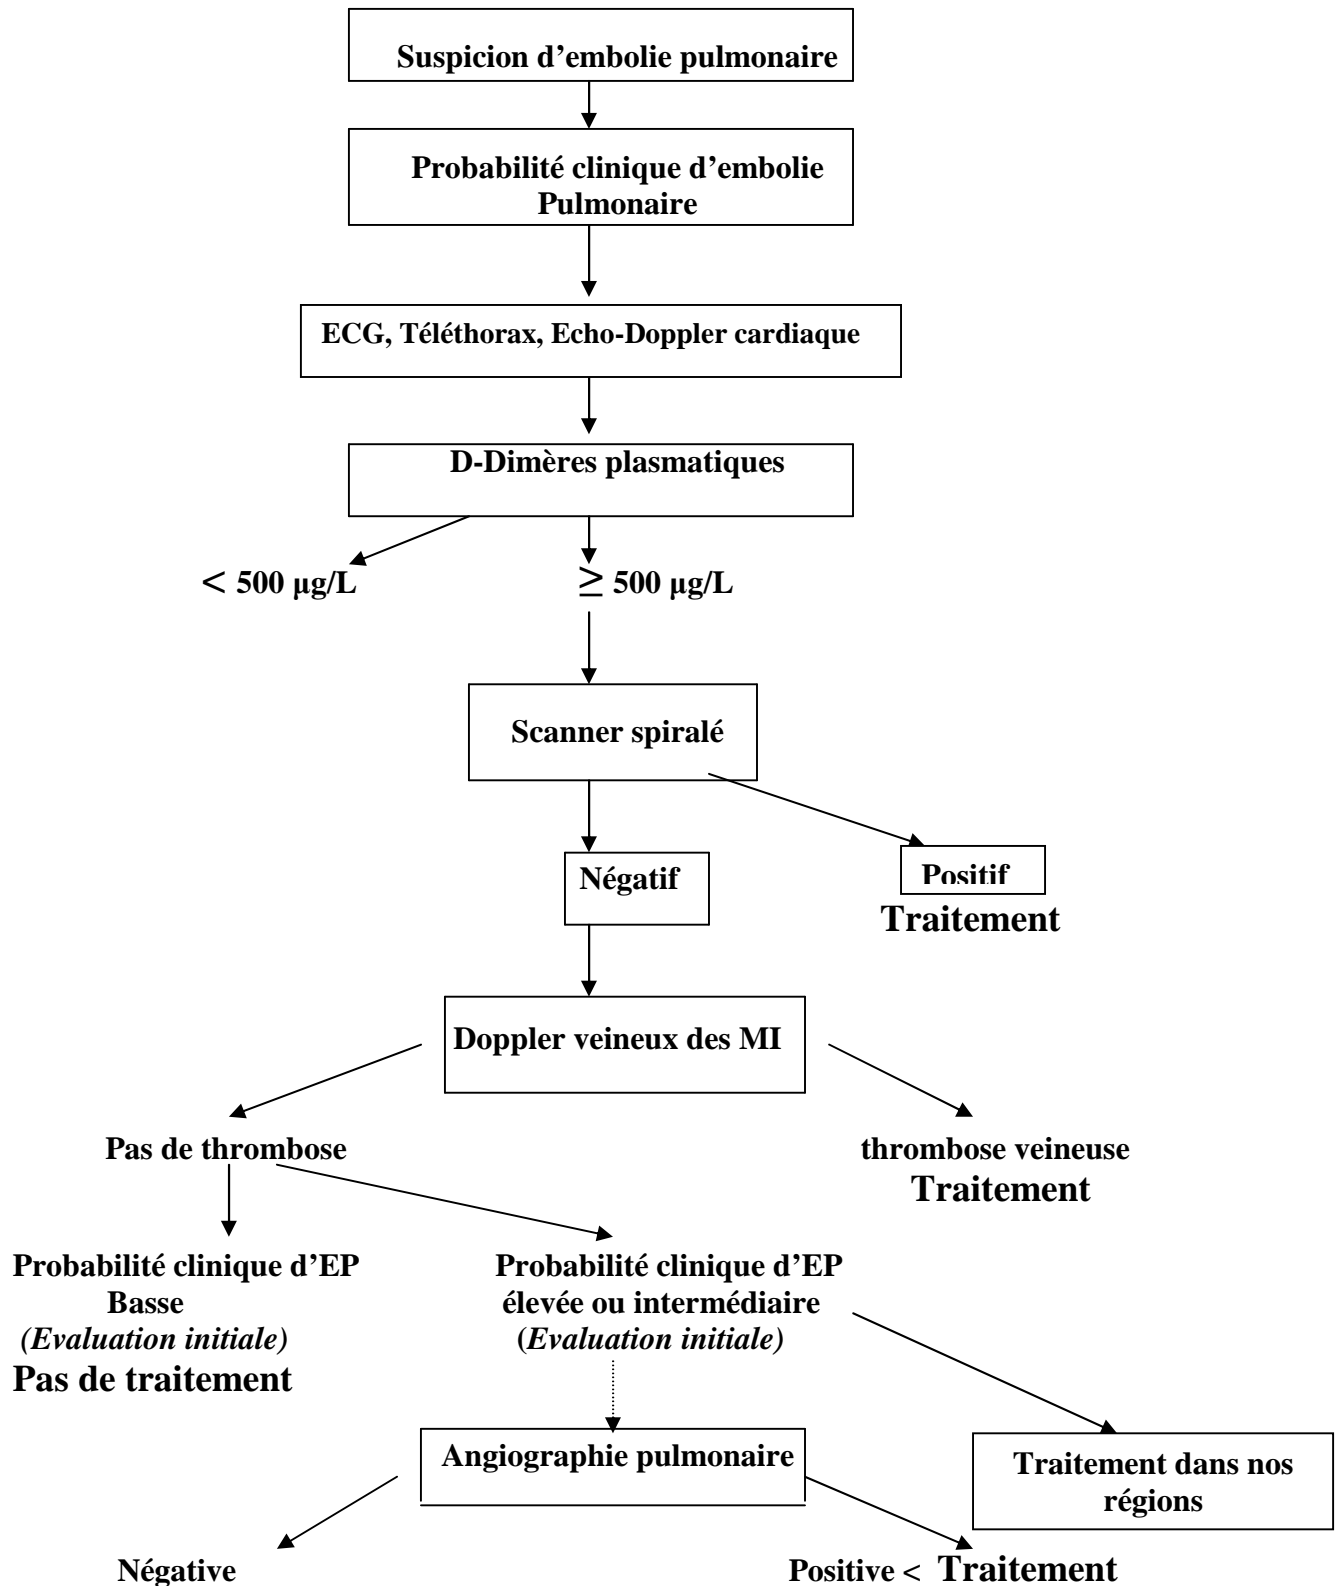 Suspicion d’embolie pulmonaire
Probabilité clinique d’embolie
Pulmonaire
ECG, Téléthorax, Echo-Doppler cardiaque
D-Dimères plasmatiques
< 500 µg/L
≥ 500 µg/L
Scanner spiralé
Négatif
Positif
Traitement
Doppler veineux des MI
Pas de thrombose
thrombose veineuse
Traitement
Probabilité clinique d’EP
Basse
(Evaluation initiale)
Pas de traitement
Probabilité clinique d’EP
élevée ou intermédiaire
(Evaluation initiale)
Angiographie pulmonaire
Traitement dans nos
régions
Négative
Positive < Traitement